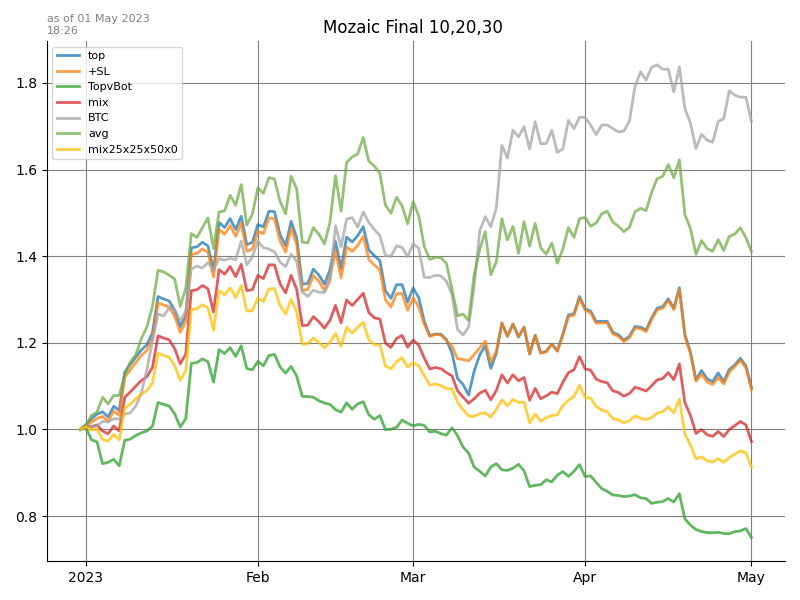 as of 01 May 2023
18:26
Mozaic Final 10,20,30
top
+SL
TopvBot
mix
BTC
avg
mix25x25x50x0
1.8
1.6
1.4
1.2
1.0
0.8
2023 Feb Mar Apr May